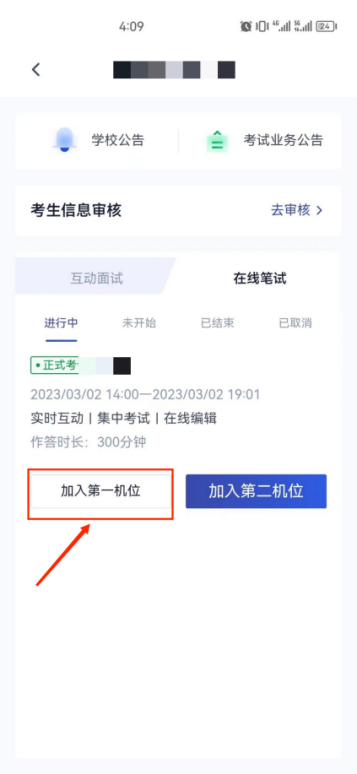 4:09
学校公告 考试业务公告
考生信息审核 去审核
互动面试 在线笔试
进行中 未开始 已结束 已取消
正式考
2023/03/02 14:00—2023/03/02 19:01
实时互动丨集中考试丨在线编辑
作答时长：300分钟
加入第一机位 加入第二机位